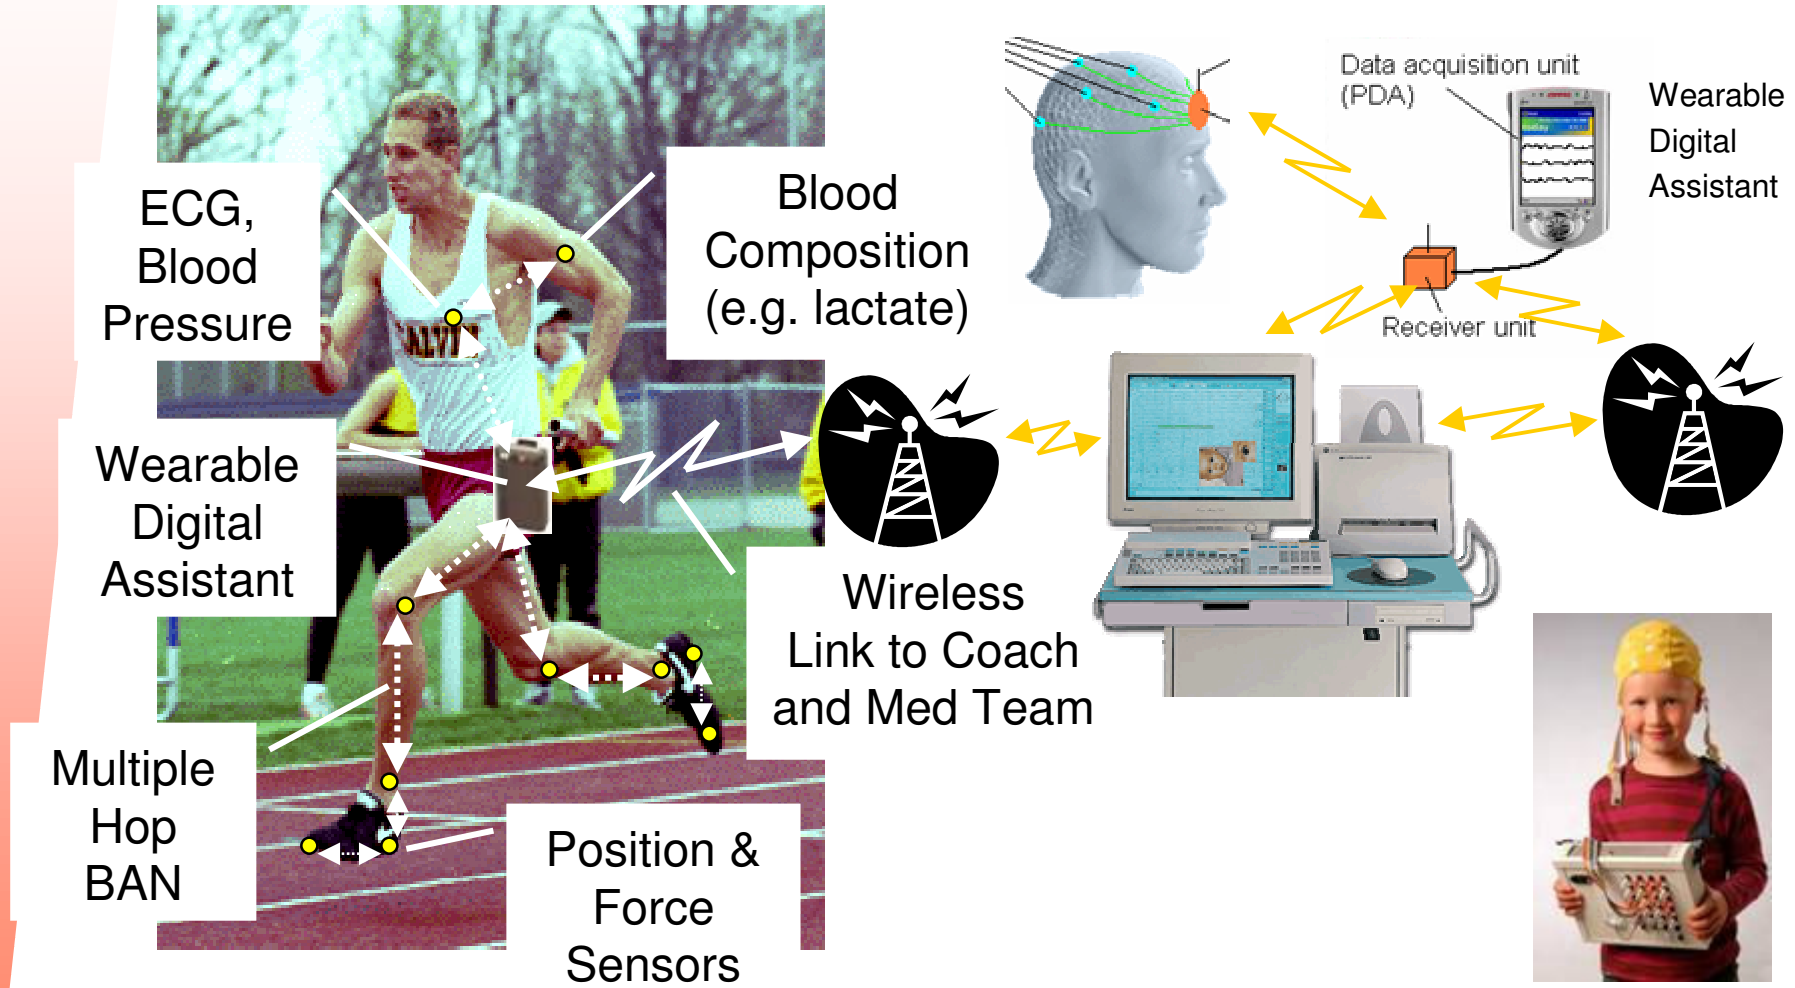 ECG,
Blood
Pressure
Blood
Composition
(e.g. lactate)
Wearable
Digital
Assistant
Multiple
Hop
BAN
Position &
Force
Sensors
Wireless
Link to Coach
and Med Team
Data acquisition unit
(PDA)
Wearable
Digital
Assistant
Receiver unit